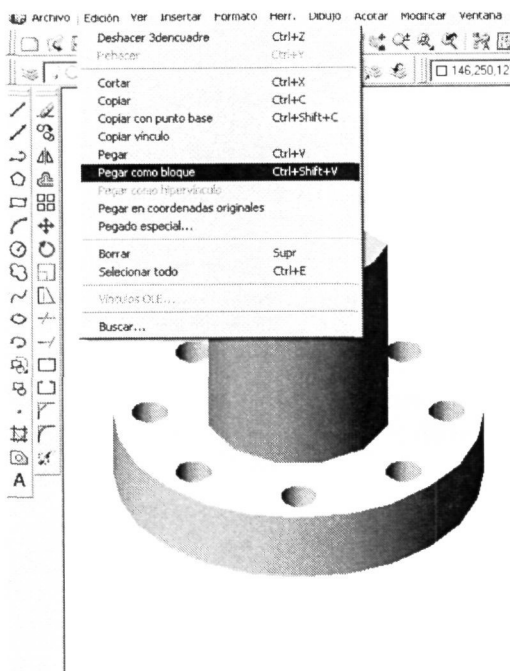 Archivo Edición Ver Insertar Formato Herr. Dibujo Acotar Modificar Ventana
146,250,12
Deshacer 3dencuadre Ctrl+Z
Rehacer Ctrl+Y
Cortar Ctrl+X
Copiar Ctrl+C
Copiar con punto base Ctrl+Shift+C
Copiar vínculo
Pegar Ctrl+V
Pegar como bloque Ctrl+Shift+V
Pegar como hipervínculo
Pegar en coordenadas originales
Pegado especial...
Borrar Supr
Selecionar todo Ctrl+E
Vínculos OLE...
Buscar...
A